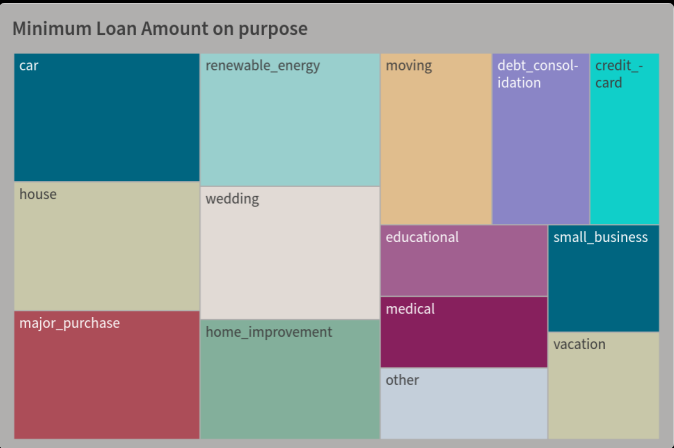 Minimum Loan Amount on purpose
car
renewable_energy
moving
debt_consol-
idation
credit_-
card
house
wedding
educational
small_business
medical
major_purchase
home_improvement
vacation
other